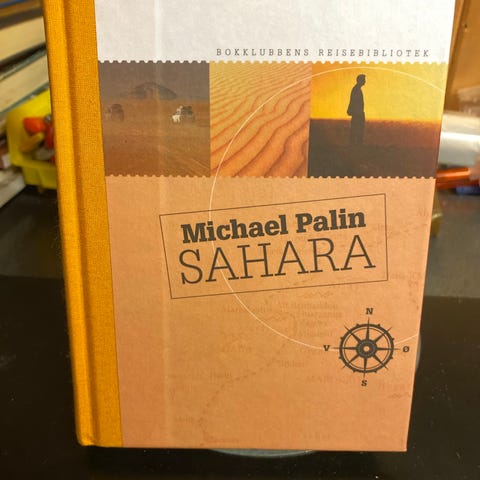 BOKKLUBBENS REISEBIBLIOTEK
Michael Palin
SAHARA
N
V Ø
S